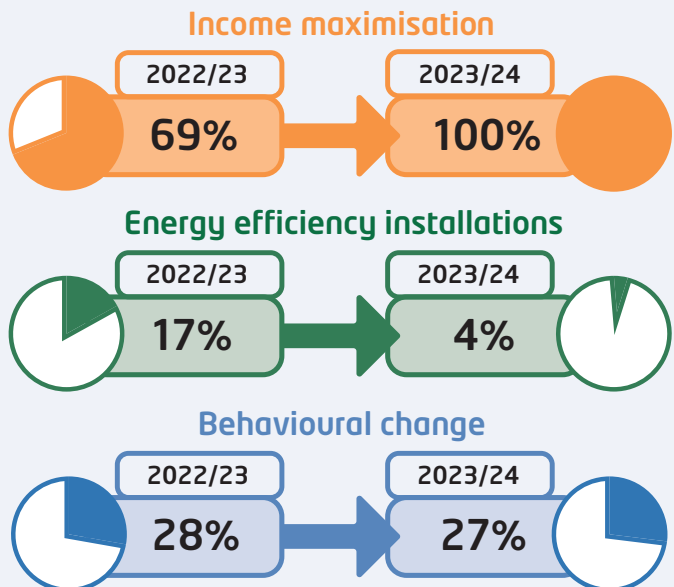 Income maximisation
2022/23 2023/24
69% 100%
Energy efficiency installations
2022/23 2023/24
17% 4%
Behavioural change
2022/23 2023/24
28% 27%